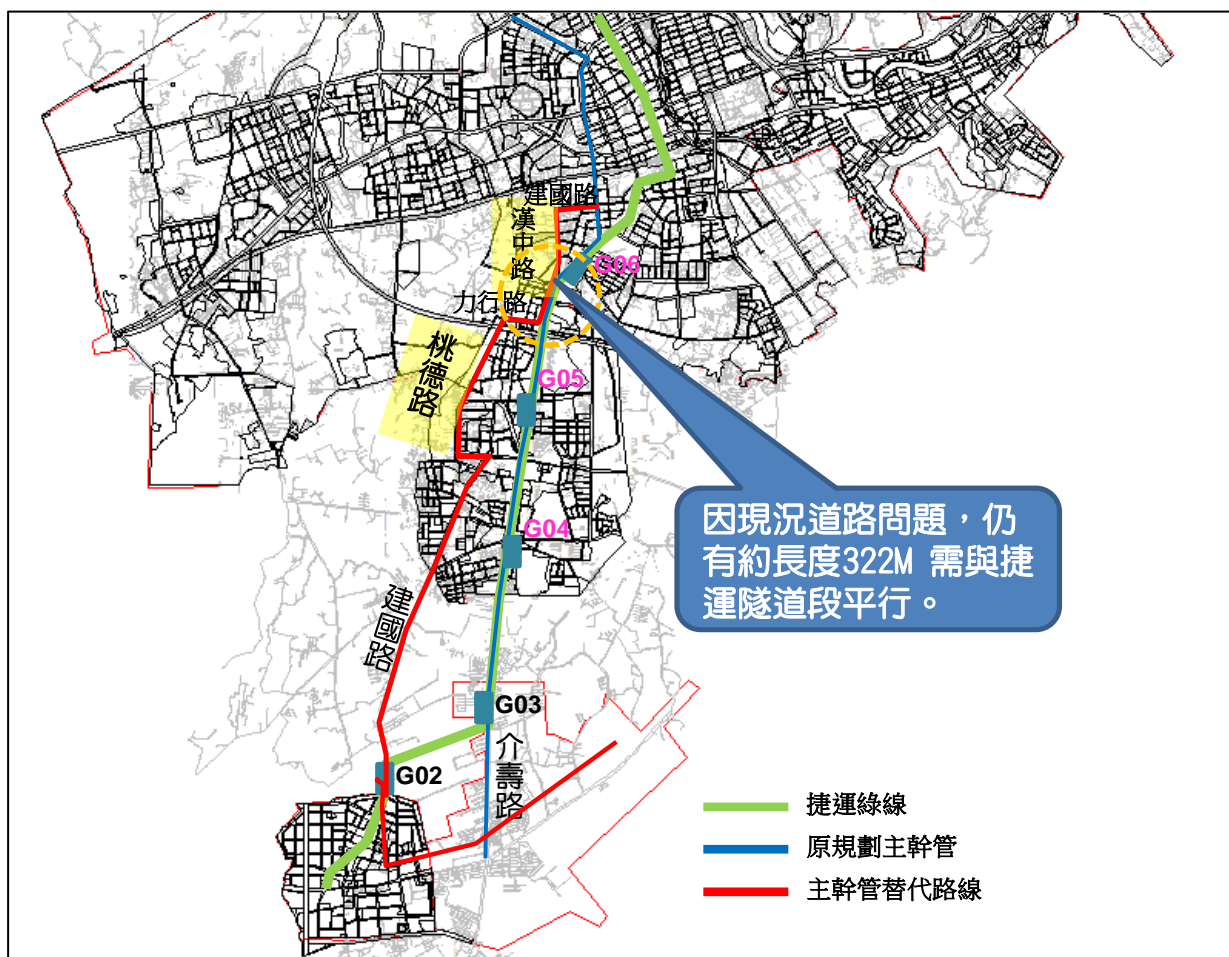 建國路
漢中路
G06
力行路
桃德路
G05
因現況道路問題，仍
有約長度322M 需與捷
運隧道段平行。
G04
建國路
G03
介壽路
G02
捷運綠線
原規劃主幹管
主幹管替代路線